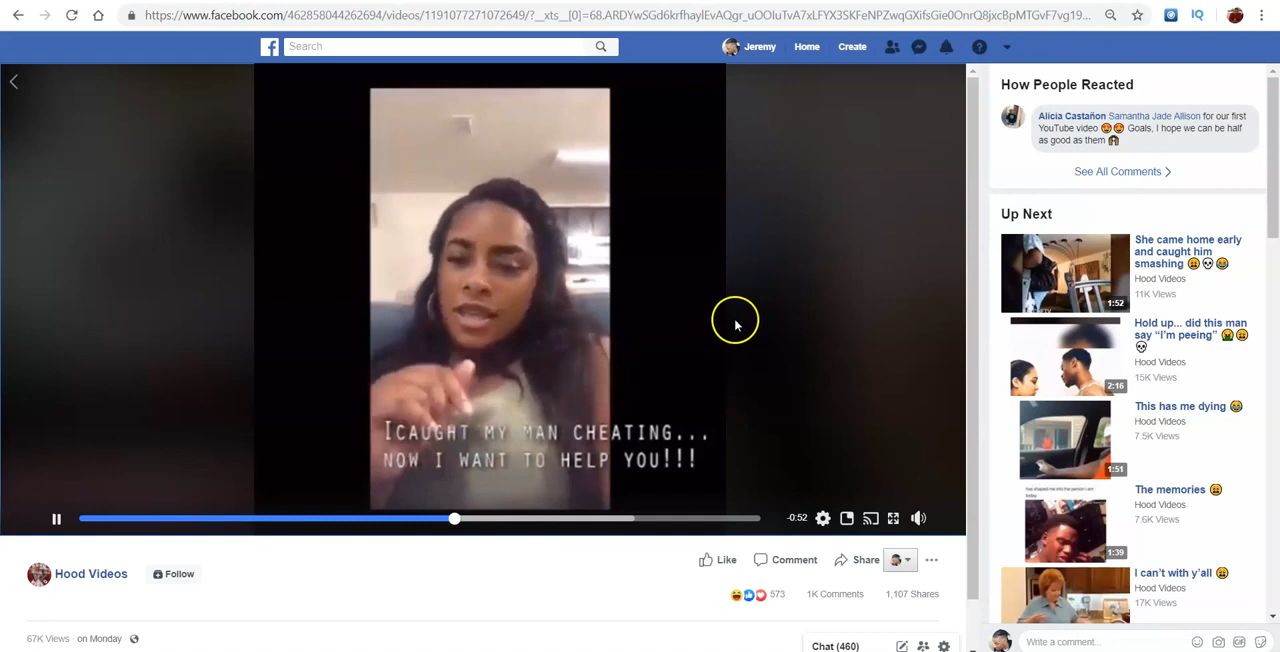 https://www.facebook.com/462858044262694/videos/1191077271072649/?__xts__[0]=68.ARDYwSGd6krfhaylEvAQgr_uOOIuTvA7xLFYX3SKFeNPZwqGXifsGie0OnrQ8jxcBpMTGvF7vg19...
IQ
Search
Jeremy
Home
Create
ICAUGHT MY MAN CHEATING...
NOW I WANT TO HELP YOU!!!
-0:52
Hood Videos
Follow
Like
Comment
Share
573
1K Comments
1,107 Shares
67K Views · on Monday ·
Chat (460)
How People Reacted
Alicia Castañon Samantha Jade Allison for our first
YouTube video 😍😍 Goals, I hope we can be half
as good as them
See All Comments
Up Next
She came home early
and caught him
smashing 😩💀😂
Hood Videos
11K Views
1:52
Hold up... did this man
say “I’m peeing” 🤮😩
💀
Hood Videos
15K Views
2:16
This has me dying 😂
Hood Videos
7.5K Views
1:51
The memories 😩
Hood Videos
7.6K Views
1:39
I can’t with y’all 😩
Hood Videos
17K Views
Write a comment...
GIF